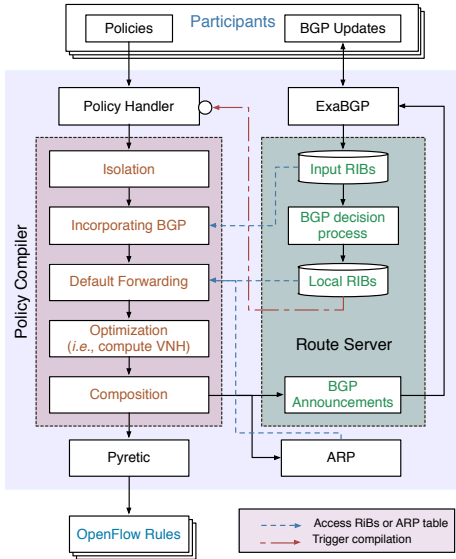 Participants
Policies
BGP Updates
Policy Handler
ExaBGP
Isolation
Input RIBs
Incorporating BGP
BGP decision
process
Default Forwarding
Local RIBs
Optimization
(i.e., compute VNH)
Route Server
Composition
BGP
Announcements
Policy Compiler
Pyretic
ARP
OpenFlow Rules
Access RiBs or ARP table
Trigger compilation